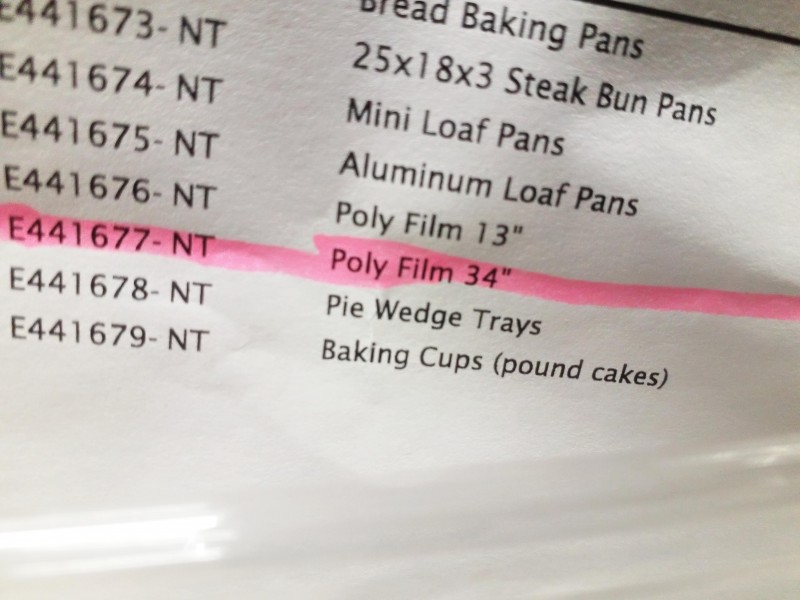 Bread Baking Pans
E441673- NT 25x18x3 Steak Bun Pans
E441674- NT Mini Loaf Pans
E441675- NT Aluminum Loaf Pans
E441676- NT Poly Film 13"
E441677- NT Poly Film 34"
E441678- NT Pie Wedge Trays
E441679- NT Baking Cups (pound cakes)